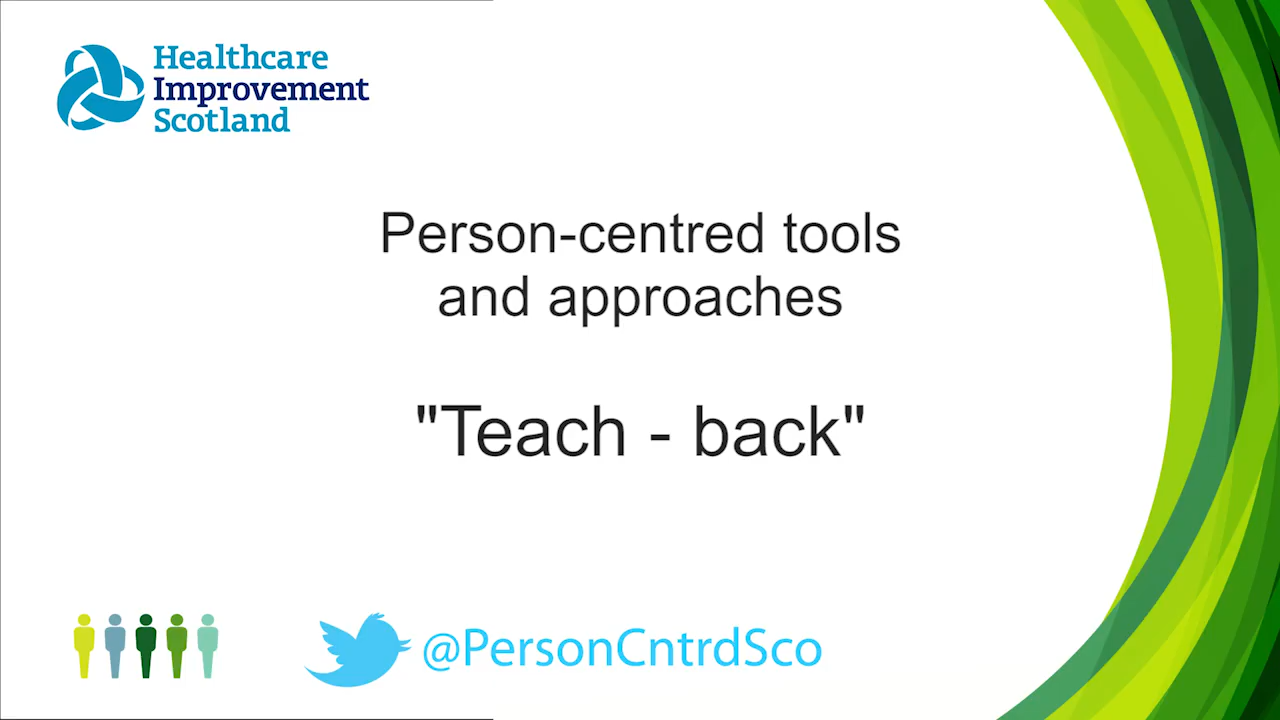 Healthcare
Improvement
Scotland
Person-centred tools
and approaches
"Teach - back"
@PersonCntrdSco